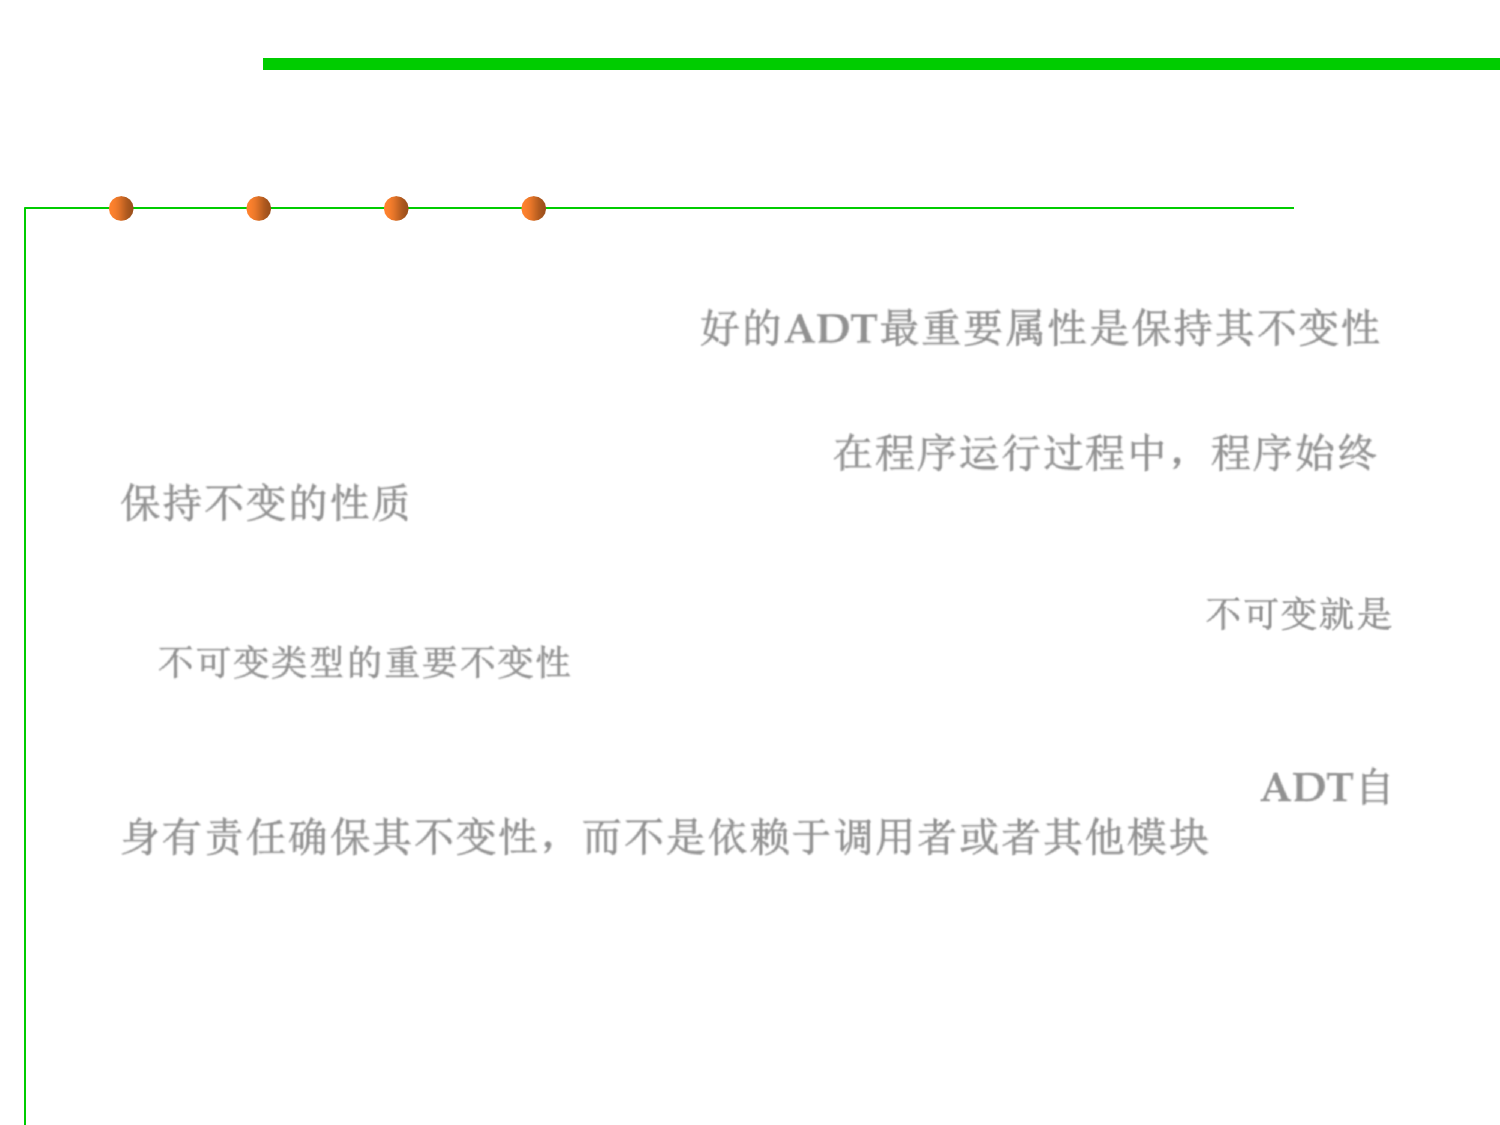 好的ADT最重要属性是保持其不变性
在程序运行过程中，程序始终
保持不变的性质
不可变就是
不可变类型的重要不变性
ADT自
身有责任确保其不变性，而不是依赖于调用者或者其他模块